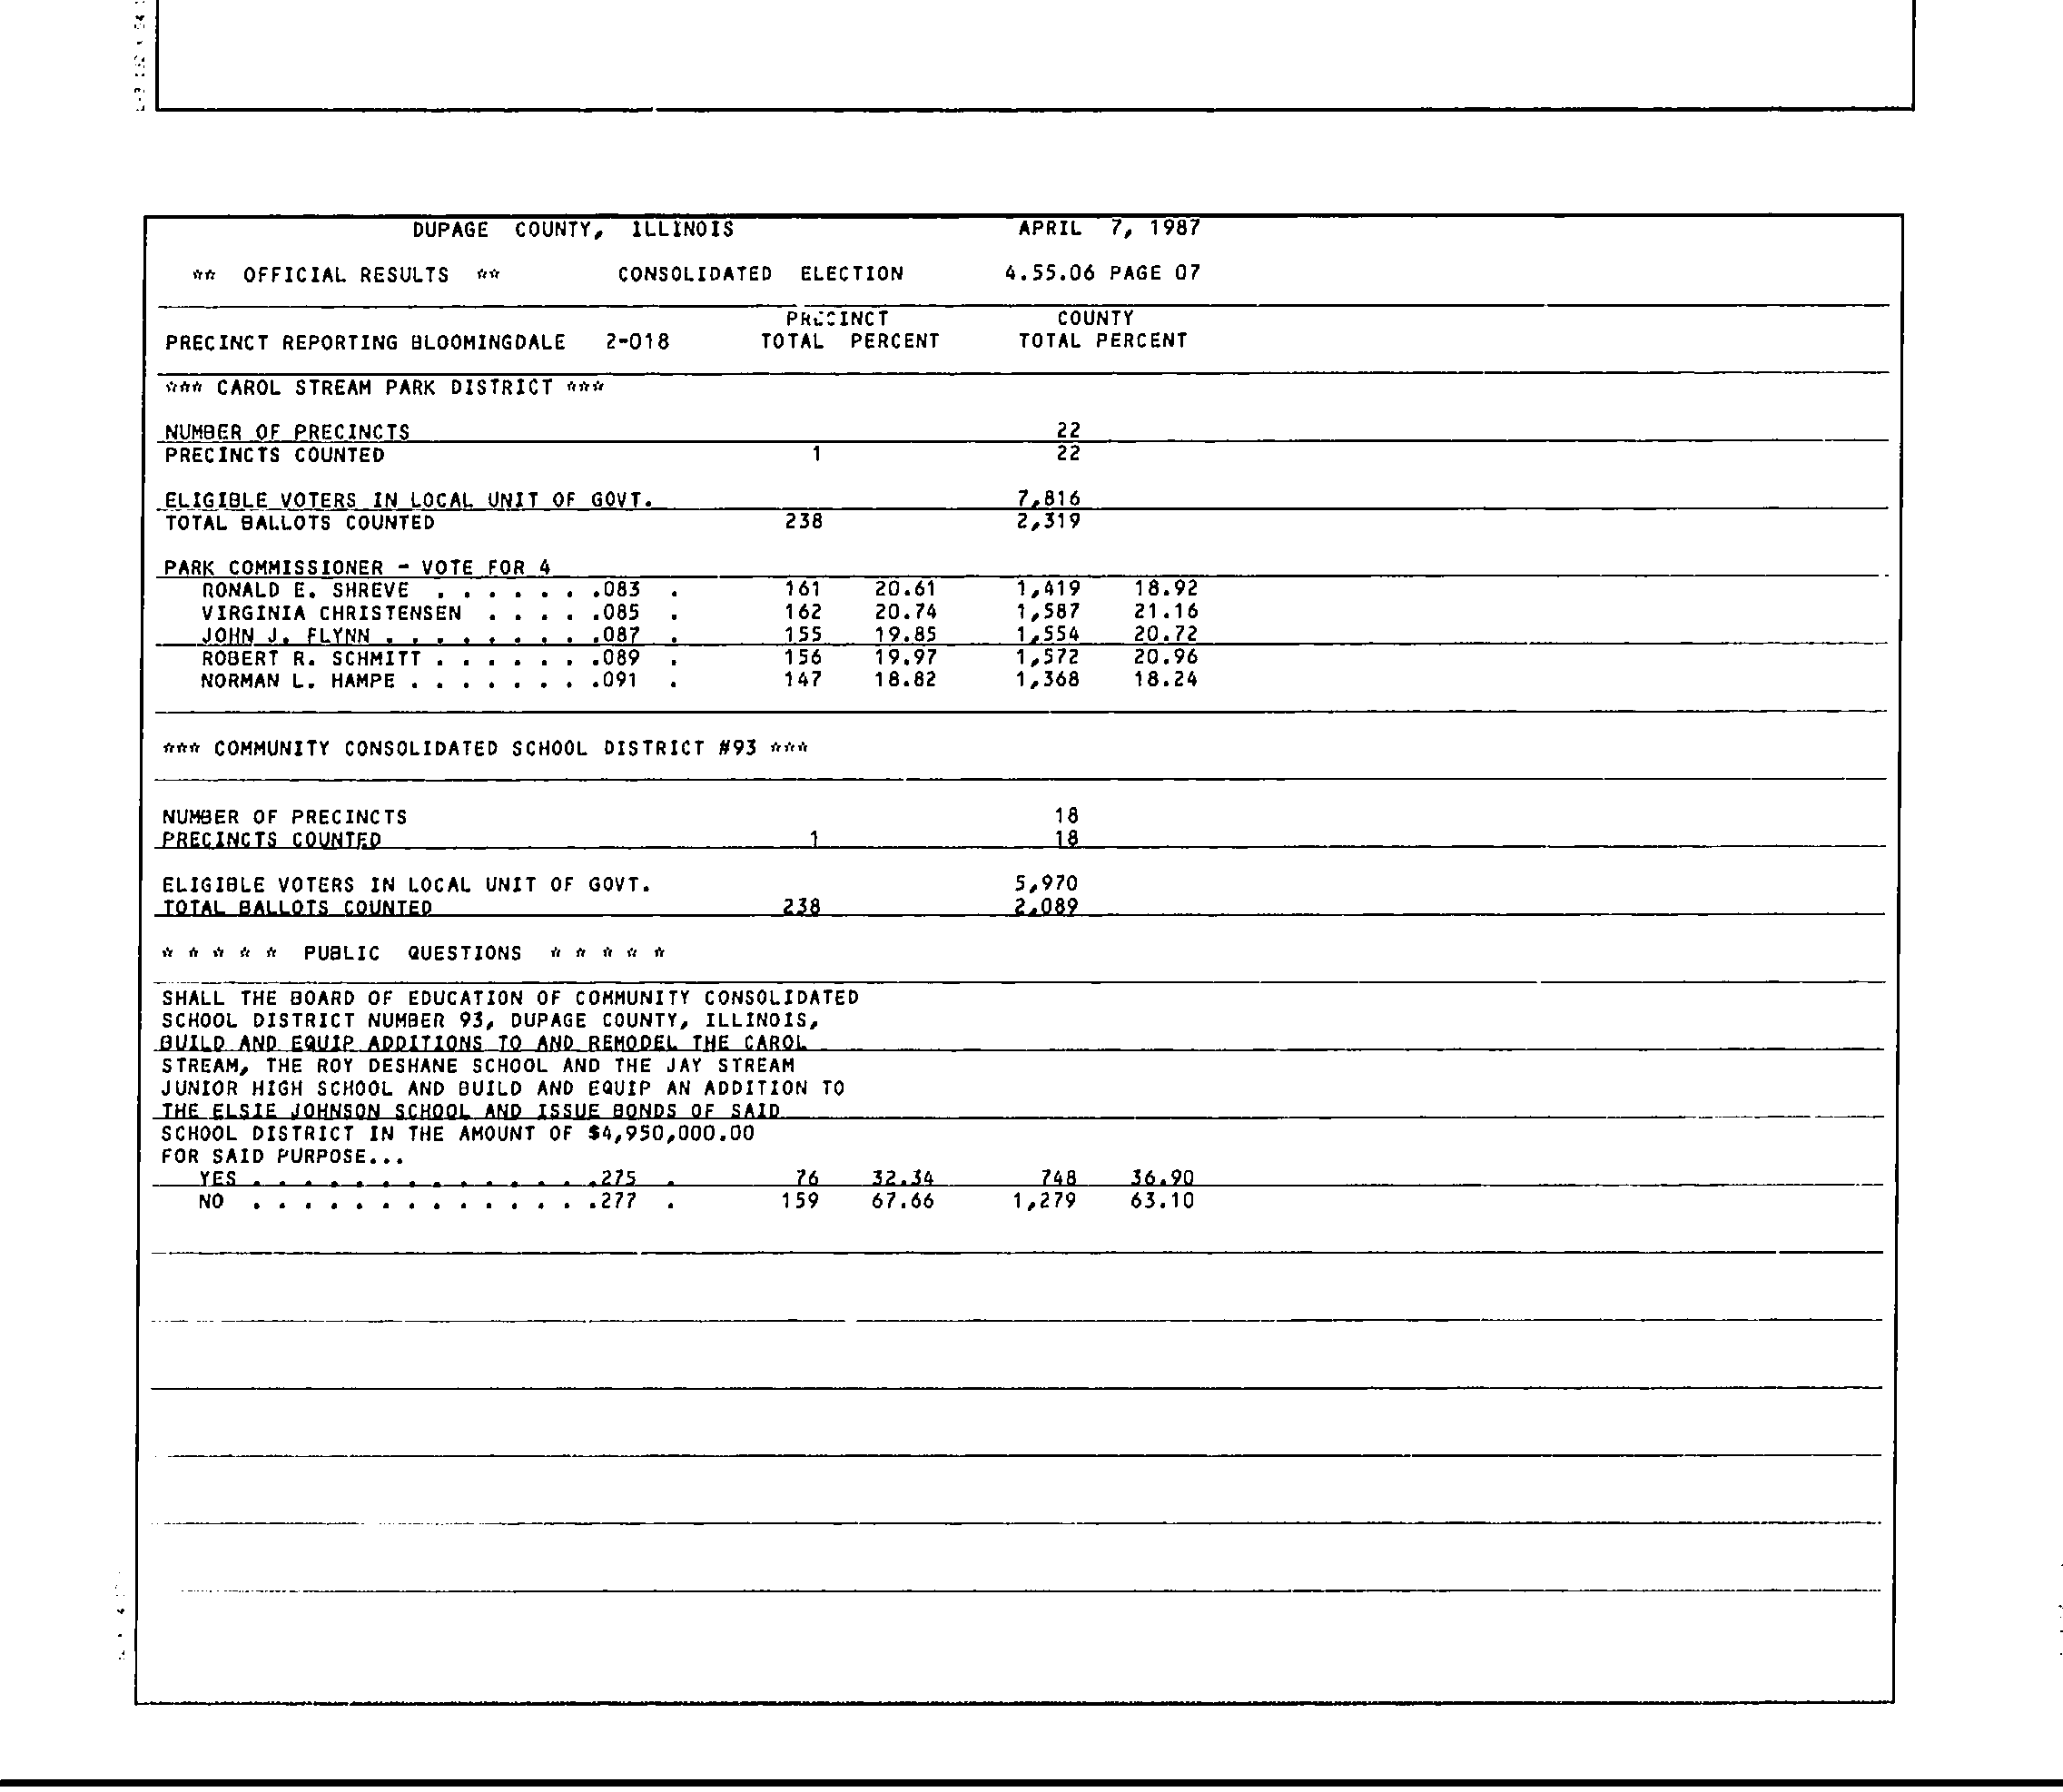 DUPAGE COUNTY, ILLINOIS APRIL 7, 1987
** OFFICIAL RESULTS ** CONSOLIDATED ELECTION 4.55.06 PAGE 07
PRECINCT COUNTY
PRECINCT REPORTING BLOOMINGDALE 2-018 TOTAL PERCENT TOTAL PERCENT
*** CAROL STREAM PARK DISTRICT ***
NUMBER OF PRECINCTS 22
PRECINCTS COUNTED 1 22
ELIGIBLE VOTERS IN LOCAL UNIT OF GOVT. 7,816
TOTAL BALLOTS COUNTED 238 2,319
PARK COMMISSIONER - VOTE FOR 4
RONALD E. SHREVE . . . . . . .083 . 161 20.61 1,419 18.92
VIRGINIA CHRISTENSEN . . . . .085 . 162 20.74 1,587 21.16
JOHN J. FLYNN . . . . . . . . .087 . 155 19.85 1,554 20.72
ROBERT R. SCHMITT . . . . . . .089 . 156 19.97 1,572 20.96
NORMAN L. HAMPE . . . . . . . .091 . 147 18.82 1,368 18.24
*** COMMUNITY CONSOLIDATED SCHOOL DISTRICT #93 ***
NUMBER OF PRECINCTS 18
PRECINCTS COUNTED 1 18
ELIGIBLE VOTERS IN LOCAL UNIT OF GOVT. 5,970
TOTAL BALLOTS COUNTED 238 2,089
* * * * * PUBLIC QUESTIONS * * * * *
SHALL THE BOARD OF EDUCATION OF COMMUNITY CONSOLIDATED
SCHOOL DISTRICT NUMBER 93, DUPAGE COUNTY, ILLINOIS,
BUILD AND EQUIP ADDITIONS TO AND REMODEL THE CAROL
STREAM, THE ROY DESHANE SCHOOL AND THE JAY STREAM
JUNIOR HIGH SCHOOL AND BUILD AND EQUIP AN ADDITION TO
THE ELSIE JOHNSON SCHOOL AND ISSUE BONDS OF SAID
SCHOOL DISTRICT IN THE AMOUNT OF $4,950,000.00
FOR SAID PURPOSE...
YES . . . . . . . . . . . . . .275 . 76 32.34 748 36.90
NO . . . . . . . . . . . . . .277 . 159 67.66 1,279 63.10